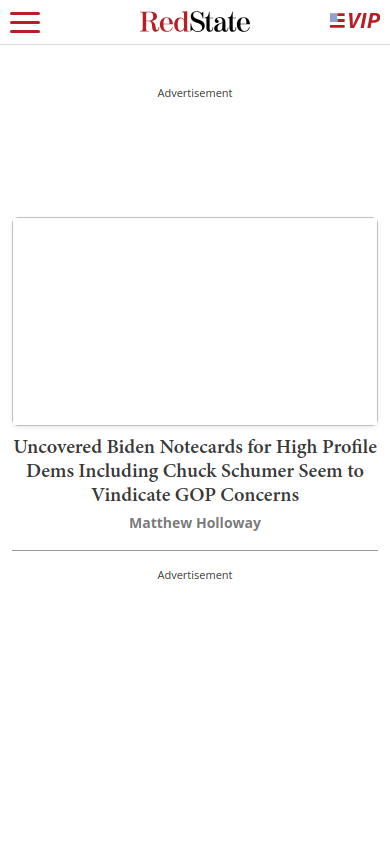 RedState
VIP
Advertisement
Uncovered Biden Notecards for High Profile
Dems Including Chuck Schumer Seem to
Vindicate GOP Concerns
Matthew Holloway
Advertisement